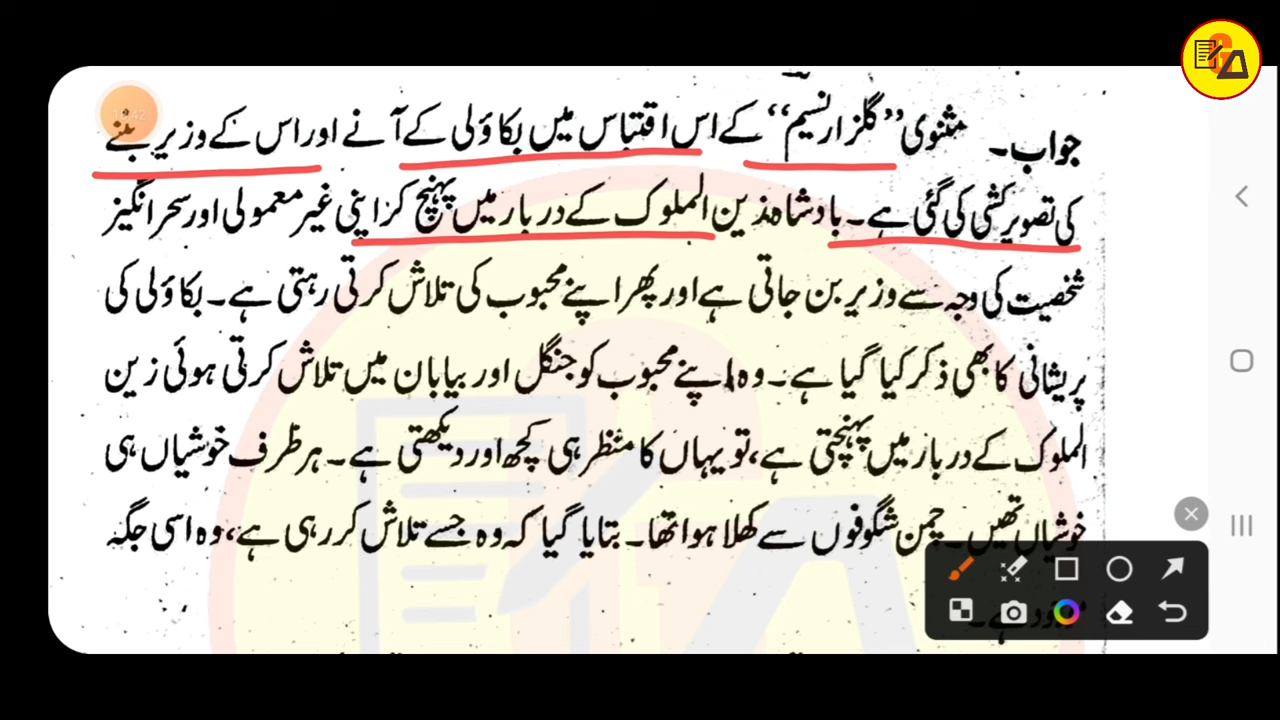 جواب۔ مثنوی ’’گلزار نسیم‘‘ کے اس اقتباس میں بکاؤلی کے آنے اور اس کے وزیر بننے
کی تصویر کشی کی گئی ہے۔ بادشاہ ذین الملوک کے دربار میں پہنچ کر اپنی غیر معمولی اور سحر انگیز
شخصیت کی وجہ سے وزیر بن جاتی ہے اور پھر اپنے محبوب کی تلاش کرتی رہتی ہے۔ بکاؤلی کی
پریشانی کا بھی ذکر کیا گیا ہے۔ وہ اپنے محبوب کو جنگل اور بیابان میں تلاش کرتی ہوئی زین
الملوک کے دربار میں پہنچتی ہے، تو یہاں کا منظر ہی کچھ اور دیکھتی ہے۔ ہر طرف خوشیاں ہی
خوشیاں تھیں۔ چمن شگوفوں سے کھلا ہوا تھا۔ بتایا گیا کہ وہ جسے تلاش کر رہی ہے، وہ اسی جگہ
ہے۔